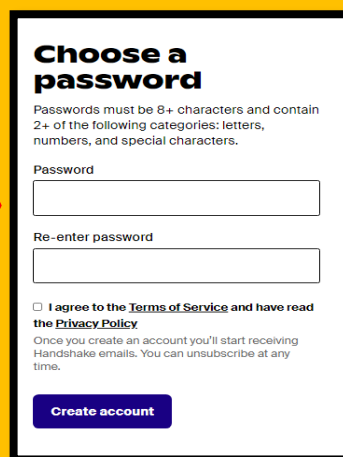 Choose a
password
Passwords must be 8+ characters and contain
2+ of the following categories: letters,
numbers, and special characters.
Password
Re-enter password
I agree to the Terms of Service and have read
the Privacy Policy
Once you create an account you’ll start receiving
Handshake emails. You can unsubscribe at any
time.
Create account